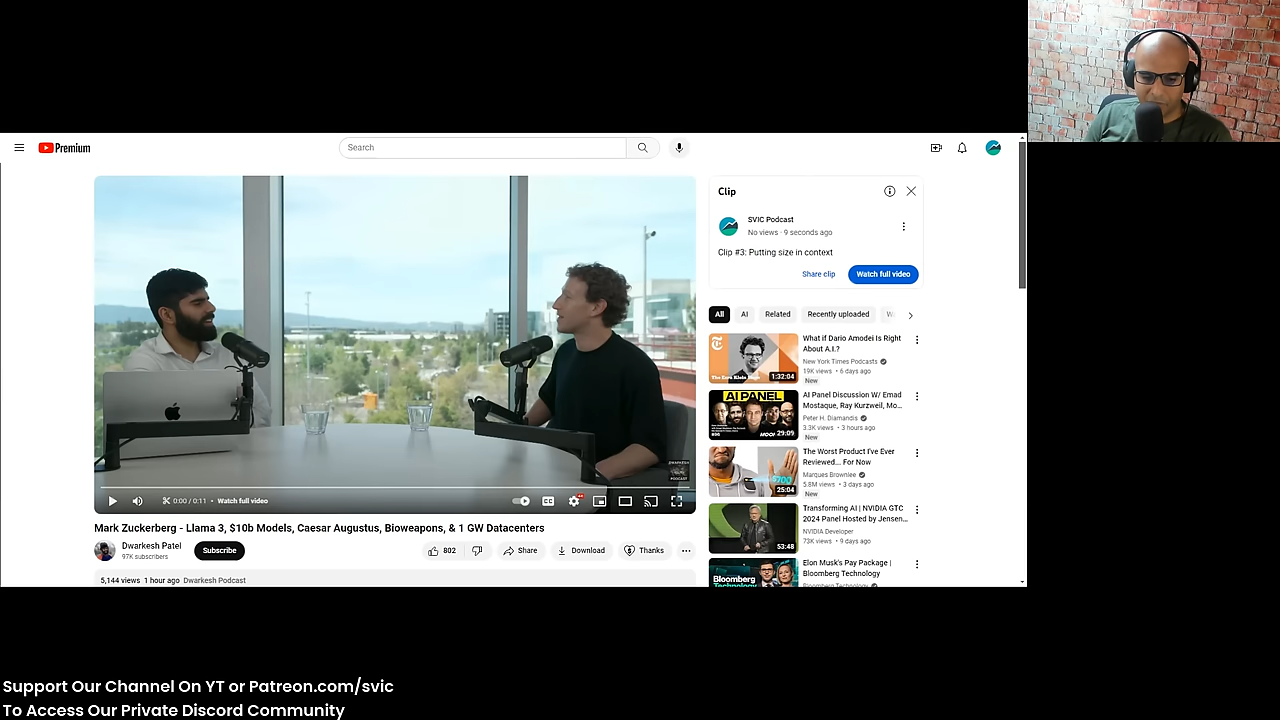 Premium
Search
Clip
SVIC Podcast
No views · 9 seconds ago
Clip #3: Putting size in context
Share clip
Watch full video
All
AI
Related
Recently uploaded
What if Dario Amodei Is Right
About A.I.?
New York Times Podcasts
19K views • 6 days ago
New
1:32:04
AI PANEL
AI Panel Discussion W/ Emad
Mostaque, Ray Kurzweil, Mo...
Peter H. Diamandis
3.3K views • 3 hours ago
New
29:09
The Worst Product I've Ever
Reviewed... For Now
Marques Brownlee
5.8M views • 3 days ago
New
25:04
Transforming AI | NVIDIA GTC
2024 Panel Hosted by Jensen...
NVIDIA Developer
73K views • 9 days ago
53:48
Elon Musk's Pay Package |
Bloomberg Technology
Bloomberg Technology
Bloomberg
DWARKESH
PODCAST
0:00 / 0:11 • Watch full video
CC
Mark Zuckerberg - Llama 3, $10b Models, Caesar Augustus, Bioweapons, & 1 GW Datacenters
Dwarkesh Patel
97K subscribers
Subscribe
802
Share
Download
Thanks
5,144 views 1 hour ago Dwarkesh Podcast
Support Our Channel On YT or Patreon.com/svic
To Access Our Private Discord Community